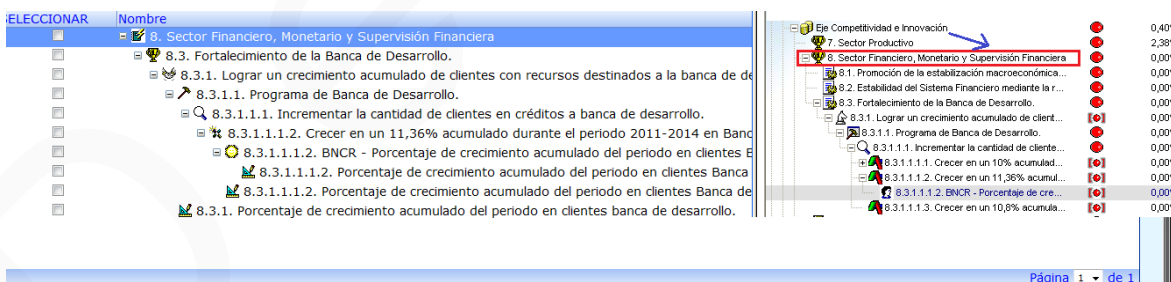 SELECCIONAR Nombre
8. Sector Financiero, Monetario y Supervisión Financiera
8.3. Fortalecimiento de la Banca de Desarrollo.
8.3.1. Lograr un crecimiento acumulado de clientes con recursos destinados a la banca de de
8.3.1.1. Programa de Banca de Desarrollo.
8.3.1.1.1. Incrementar la cantidad de clientes en créditos a banca de desarrollo.
8.3.1.1.1.2. Crecer en un 11,36% acumulado durante el periodo 2011-2014 en Banc
8.3.1.1.1.2. BNCR - Porcentaje de crecimiento acumulado del periodo en clientes B
8.3.1.1.1.2. Porcentaje de crecimiento acumulado del periodo en clientes Banca
8.3.1.1.1.2. Porcentaje de crecimiento acumulado del periodo en clientes Banca de
8.3.1. Porcentaje de crecimiento acumulado del periodo en clientes banca de desarrollo.
Eje Competitividad e Innovación 0,40
7. Sector Productivo 2,38
8. Sector Financiero, Monetario y Supervisión Financiera 0,00
8.1. Promoción de la estabilización macroeconómica... 0,00
8.2. Estabilidad del Sistema Financiero mediante la r... 0,00
8.3. Fortalecimiento de la Banca de Desarrollo. 0,00
8.3.1. Lograr un crecimiento acumulado de client... 0,00
8.3.1.1. Programa de Banca de Desarrollo. 0,00
8.3.1.1.1. Incrementar la cantidad de cliente... 0,00
8.3.1.1.1.1. Crecer en un 10% acumulad... 0,00
8.3.1.1.1.2. Crecer en un 11,36% acumul... 0,00
8.3.1.1.1.2. BNCR - Porcentaje de cre... 0,00
8.3.1.1.1.3. Crecer en un 10,8% acumula... 0,00
Página 1 de 1